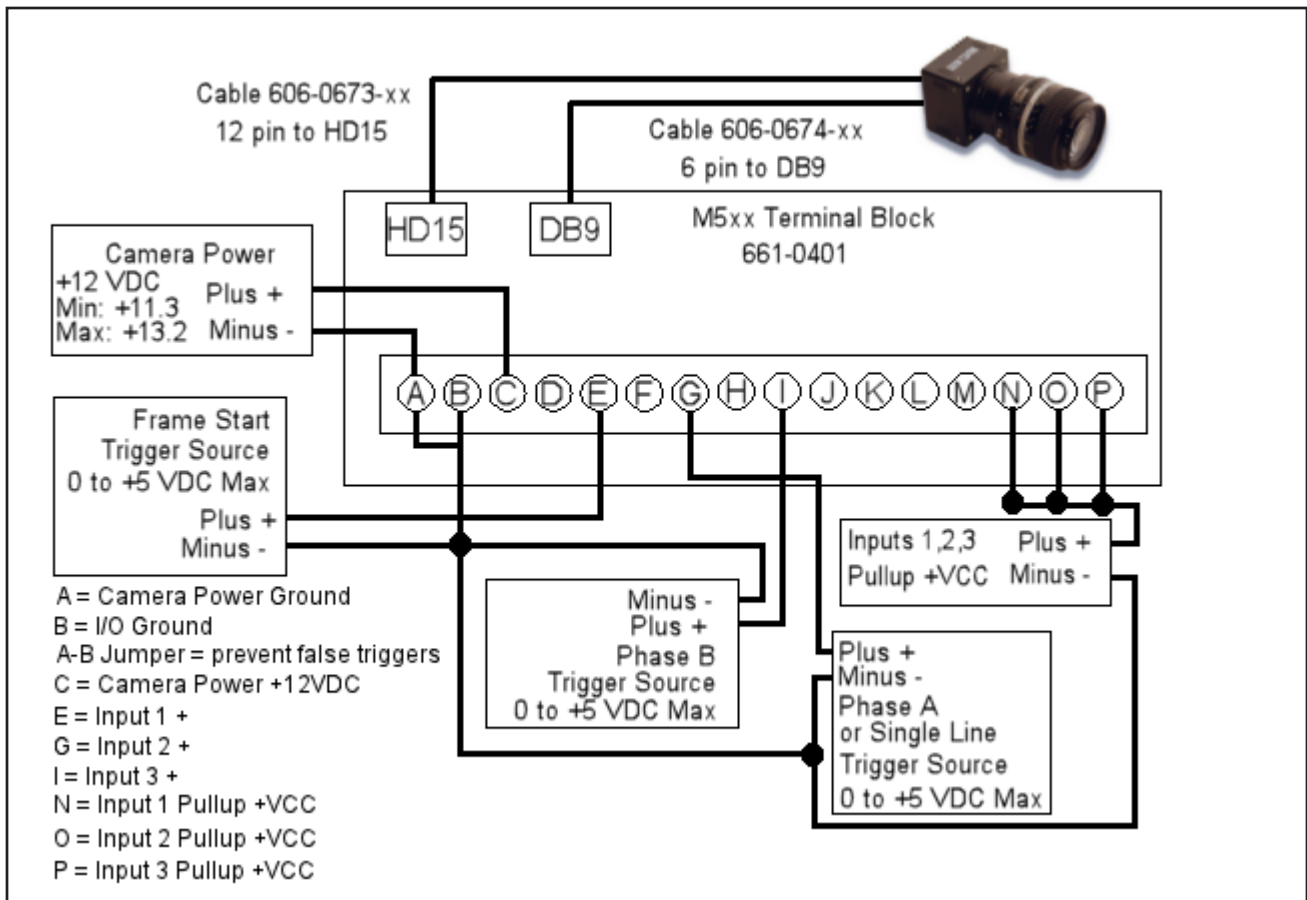 Cable 606-0673-xx
12 pin to HD15
Cable 606-0674-xx
6 pin to DB9
HD15
DB9
M5xx Terminal Block
661-0401
Camera Power
+12 VDC
Plus +
Min: +11.3
Max: +13.2
Minus -
A B C D E F G H I J K L M N O P
Frame Start
Trigger Source
0 to +5 VDC Max
Plus +
Minus -
Inputs 1,2,3
Plus +
Pullup +VCC
Minus -
Minus -
Plus +
Phase B
Trigger Source
0 to +5 VDC Max
Plus +
Minus -
Phase A
or Single Line
Trigger Source
0 to +5 VDC Max
A = Camera Power Ground
B = I/O Ground
A-B Jumper = prevent false triggers
C = Camera Power +12VDC
E = Input 1 +
G = Input 2 +
I = Input 3 +
N = Input 1 Pullup +VCC
O = Input 2 Pullup +VCC
P = Input 3 Pullup +VCC